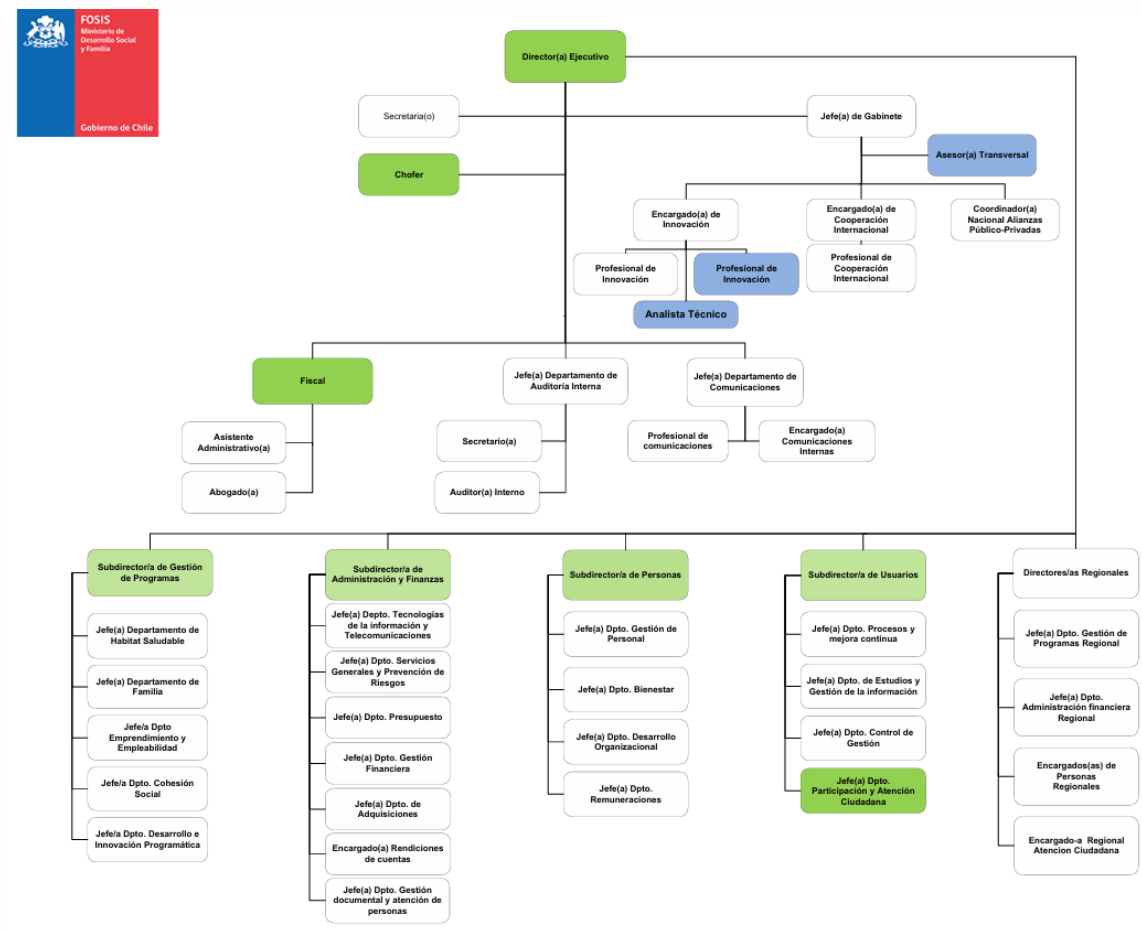 FOSIS
Ministerio de
Desarrollo Social
y Familia
Gobierno de Chile
Director(a) Ejecutivo
Secretaria(o)
Jefe(a) de Gabinete
Chofer
Asesor(a) Transversal
Encargado(a) de
Innovación
Encargado(a) de
Cooperación
Internacional
Coordinador(a)
Nacional Alianzas
Público-Privadas
Profesional de
Innovación
Profesional de
Innovación
Profesional de
Cooperación
Internacional
Analista Técnico
Fiscal
Jefe(a) Departamento de
Auditoría Interna
Jefe(a) Departamento de
Comunicaciones
Asistente
Administrativo(a)
Secretario(a)
Profesional de
comunicaciones
Encargado(a)
Comunicaciones
Internas
Abogado(a)
Auditor(a) Interno
Subdirector/a de Gestión
de Programas
Jefe(a) Departamento de
Habitat Saludable
Jefe(a) Departamento de
Familia
Jefe/a Dpto
Emprendimiento y
Empleabilidad
Jefe/a Dpto. Cohesión
Social
Jefe/a Dpto. Desarrollo e
Innovación Programática
Subdirector/a de
Administración y Finanzas
Jefe(a) Depto. Tecnologías
de la información y
Telecomunicaciones
Jefe(a) Dpto. Servicios
Generales y Prevención de
Riesgos
Jefe(a) Dpto. Presupuesto
Jefe(a) Dpto. Gestión
Financiera
Jefe(a) Dpto. de
Adquisiciones
Encargado(a) Rendiciones
de cuentas
Jefe(a) Dpto. Gestión
documental y atención de
personas
Subdirector/a de Personas
Jefe(a) Dpto. Gestión de
Personal
Jefe(a) Dpto. Bienestar
Jefe(a) Dpto. Desarrollo
Organizacional
Jefe(a) Dpto.
Remuneraciones
Subdirector/a de Usuarios
Jefe(a) Dpto. Procesos y
mejora continua
Jefe(a) Dpto. de Estudios y
Gestión de la información
Jefe(a) Dpto. Control de
Gestión
Jefe(a) Dpto.
Participación y Atención
Ciudadana
Directores/as Regionales
Jefe(a) Dpto. Gestión de
Programas Regional
Jefe(a) Dpto.
Administración financiera
Regional
Encargados(as) de
Personas
Regionales
Encargado-a Regional
Atencion Ciudadana